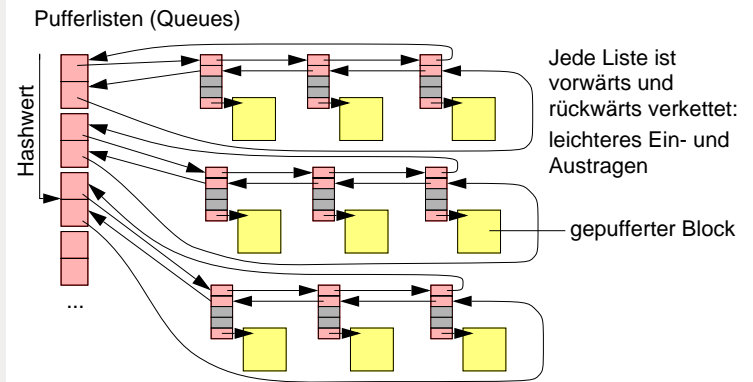 Pufferlisten (Queues)
Hashwert
Jede Liste ist
vorwärts und
rückwärts verkettet:
leichteres Ein- und
Austragen
gepufferter Block
...